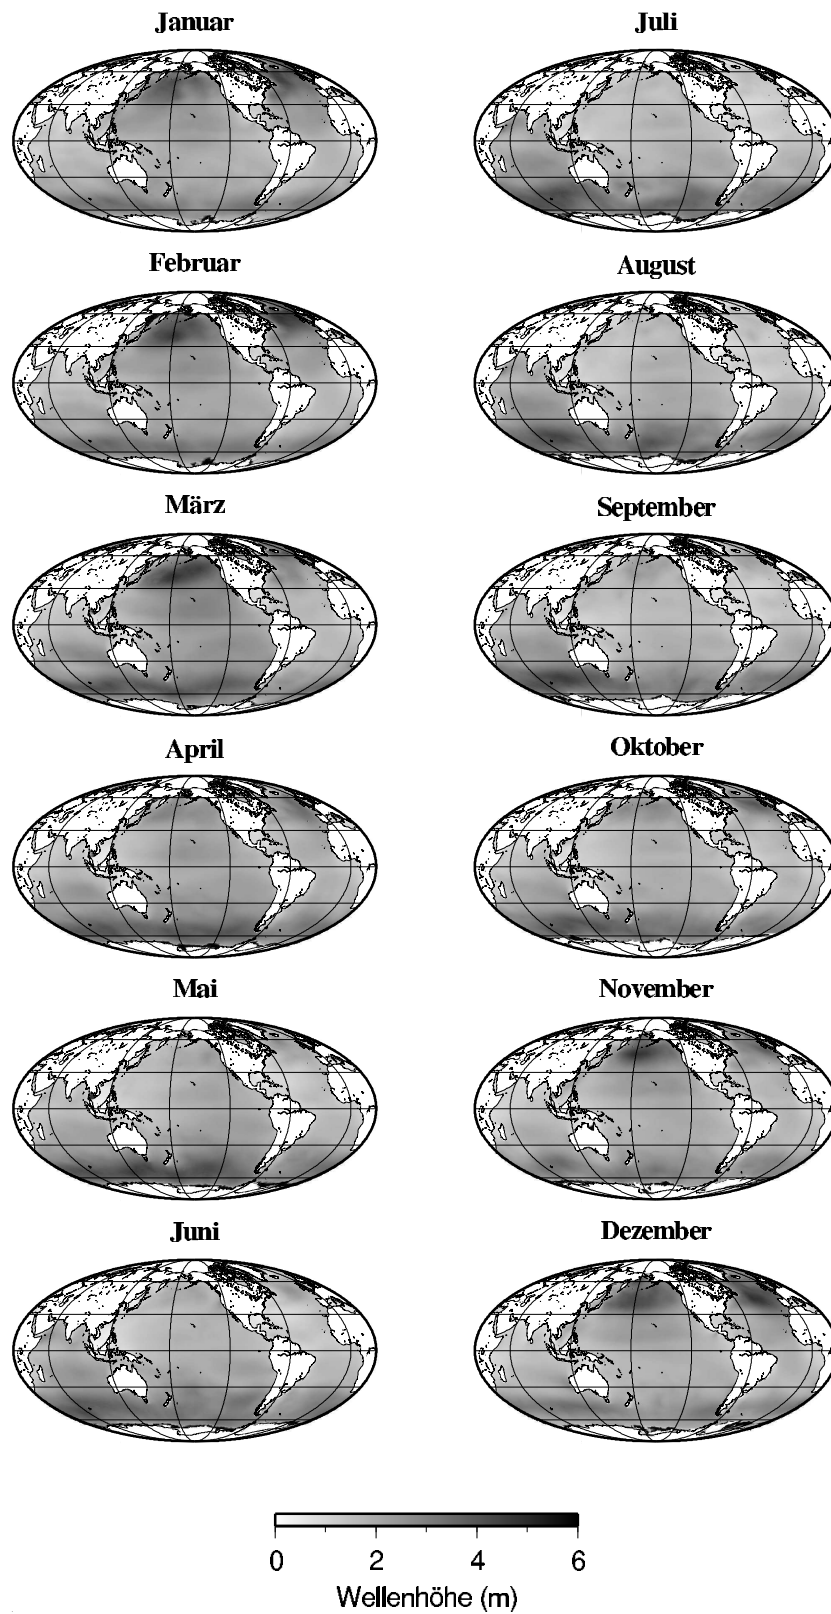 Januar
Juli
Februar
August
März
September
April
Oktober
Mai
November
Juni
Dezember
0 2 4 6
Wellenhöhe (m)